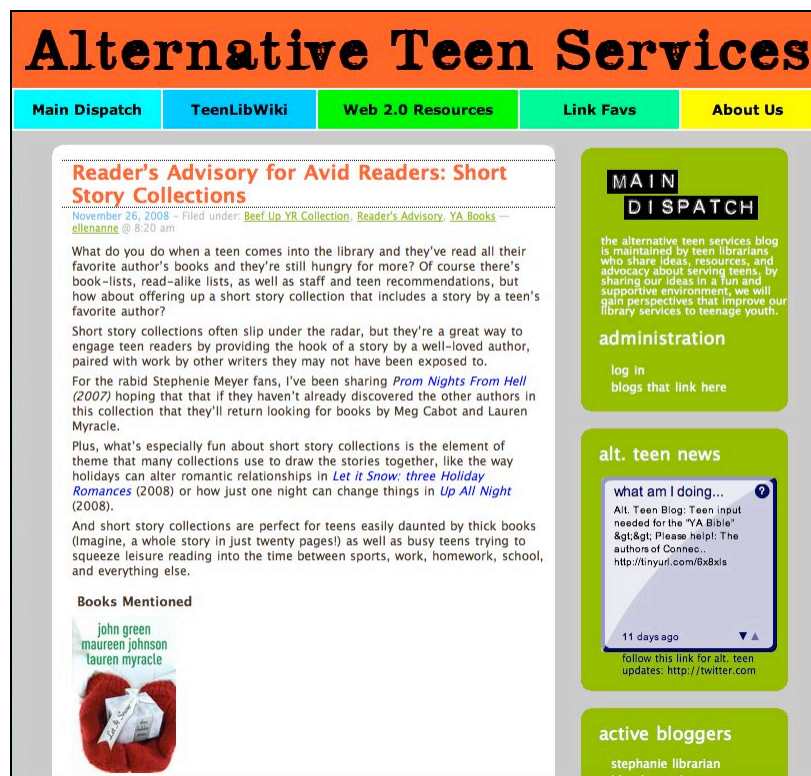 Alternative Teen Services
Main Dispatch
TeenLibWiki
Web 2.0 Resources
Link Favs
About Us
Reader's Advisory for Avid Readers: Short
Story Collections
November 26, 2008 – Filed under: Beef Up YR Collection, Reader's Advisory, YA Books —
ellenanne @ 8:20 am
What do you do when a teen comes into the library and they've read all their
favorite author's books and they're still hungry for more? Of course there's
book-lists, read-alike lists, as well as staff and teen recommendations, but
how about offering up a short story collection that includes a story by a teen's
favorite author?
Short story collections often slip under the radar, but they're a great way to
engage teen readers by providing the hook of a story by a well-loved author,
paired with work by other writers they may not have been exposed to.
For the rabid Stephenie Meyer fans, I've been sharing Prom Nights From Hell
(2007) hoping that that if they haven't already discovered the other authors in
this collection that they'll return looking for books by Meg Cabot and Lauren
Myracle.
Plus, what's especially fun about short story collections is the element of
theme that many collections use to draw the stories together, like the way
holidays can alter romantic relationships in Let it Snow: three Holiday
Romances (2008) or how just one night can change things in Up All Night
(2008).
And short story collections are perfect for teens easily daunted by thick books
(Imagine, a whole story in just twenty pages!) as well as busy teens trying to
squeeze leisure reading into the time between sports, work, homework, school,
and everything else.
Books Mentioned
john green
maureen johnson
lauren myracle
Let It Snow
MAIN
DISPATCH
the alternative teen services blog
is maintained by teen librarians
who share ideas, resources, and
advocacy about serving teens. by
sharing our ideas in a fun and
supportive environment, we will
gain perspectives that improve our
library services to teenage youth.
administration
log in
blogs that link here
alt. teen news
what am I doing... ?
Alt. Teen Blog: Teen input
needed for the "YA Bible"
&gt;&gt; Please help!: The
authors of Connec..
http://tinyurl.com/6x8xls
11 days ago
follow this link for alt. teen
updates: http://twitter.com
active bloggers
stephanie librarian